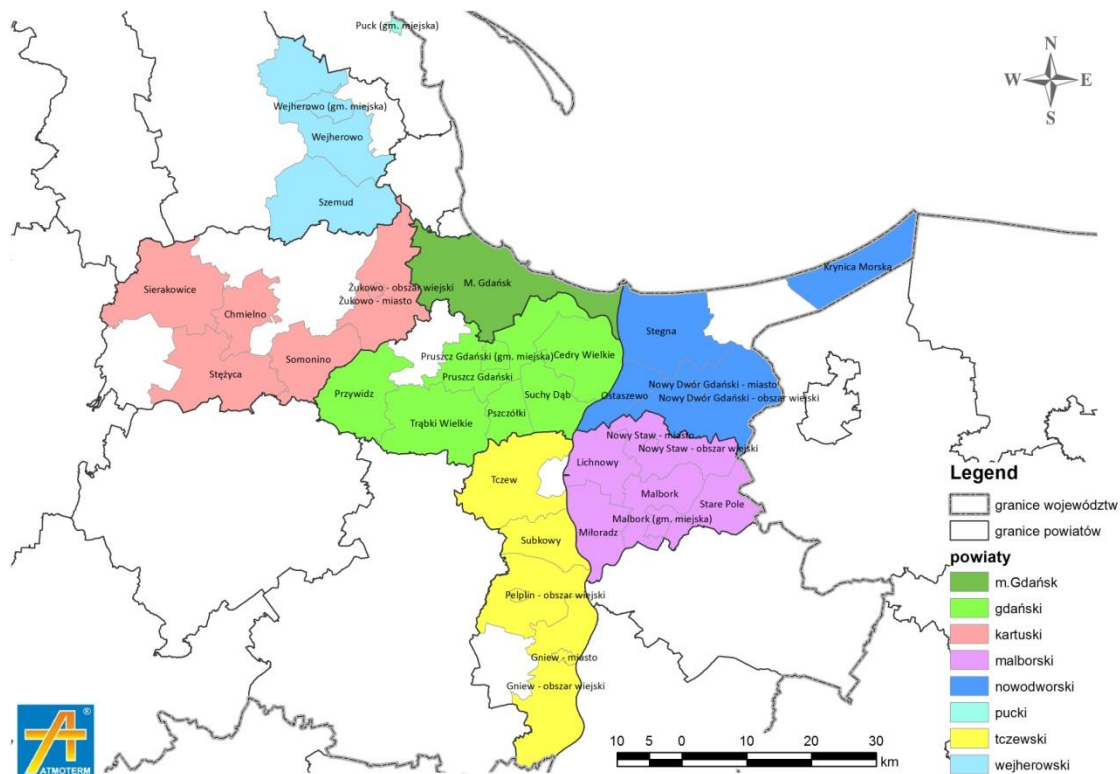 Puck (gm. miejska)
N
W E
S
Wejherowo (gm. miejska)
Wejherowo
Szemud
Krynica Morska
M. Gdańsk
Żukowo - obszar wiejski
Żukowo - miasto
Sierakowice
Chmielno
Stegna
Cedry Wielkie
Pruszcz Gdański (gm. miejska)
Somonino
Stężyca
Pruszcz Gdański
Nowy Dwór Gdański - miasto
Nowy Dwór Gdański - obszar wiejski
Przywidz
Suchy Dąb
Ostaszewo
Pszczółki
Trąbki Wielkie
Nowy Staw - miasto
Nowy Staw - obszar wiejski
Lichnowy
Tczew
Malbork
Stare Pole
Malbork (gm. miejska)
Miłoradz
Subkowy
Pelplin - obszar wiejski
Gniew - miasto
Gniew - obszar wiejski
Legend
granice województw
granice powiatów
powiaty
m.Gdańsk
gdański
kartuski
malborski
nowodworski
pucki
tczewski
wejherowski
10 5 0 10 20 30
km
®
ATMOTERM